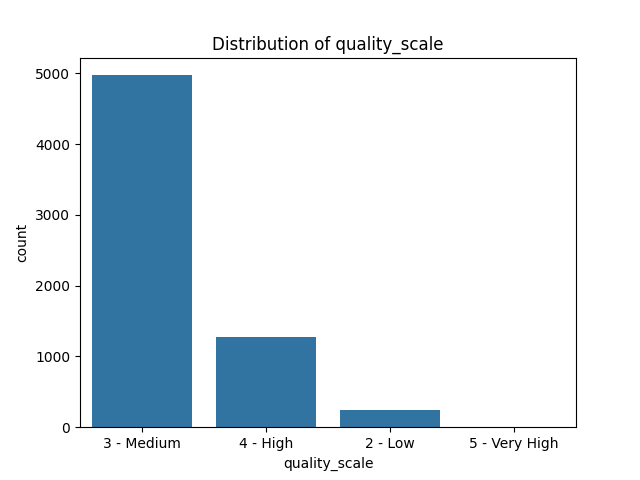 Distribution of quality_scale
5000
4000
3000
2000
1000
0
count
3 - Medium
4 - High
2 - Low
5 - Very High
quality_scale